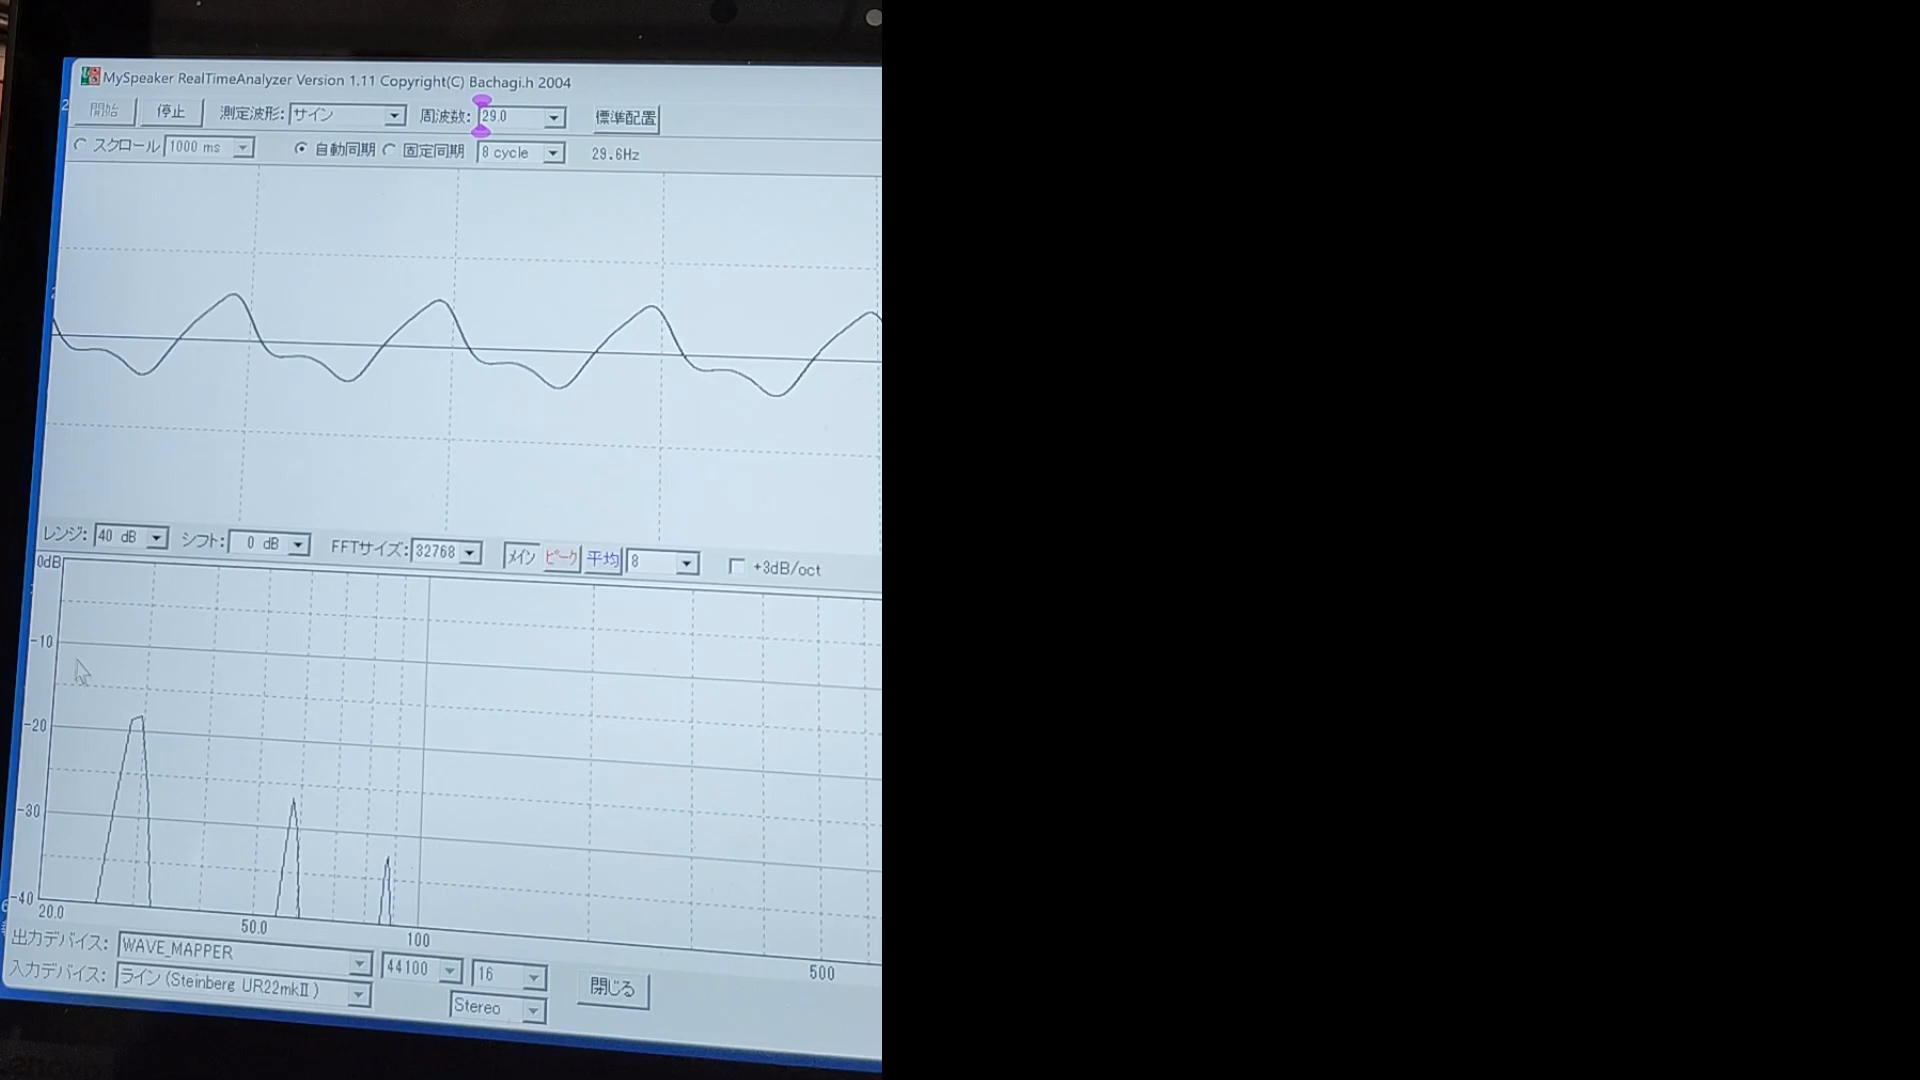 MySpeaker RealTimeAnalyzer Version 1.11 Copyright(C) Bachagi.h 2004
開始 停止 測定波形: サイン 周波数: 29.0 標準配置
スクロール 1000 ms 自動同期 固定同期 8 cycle 29.6Hz
レンジ: 40 dB シフト: 0 dB FFTサイズ: 32768 メイン ピーク 平均 8 +3dB/oct
0dB
-10
-20
-30
-40
20.0 50.0 100 500
出力デバイス: WAVE_MAPPER 44100 16 閉じる
入力デバイス: ライン (Steinberg UR22mkⅡ) Stereo